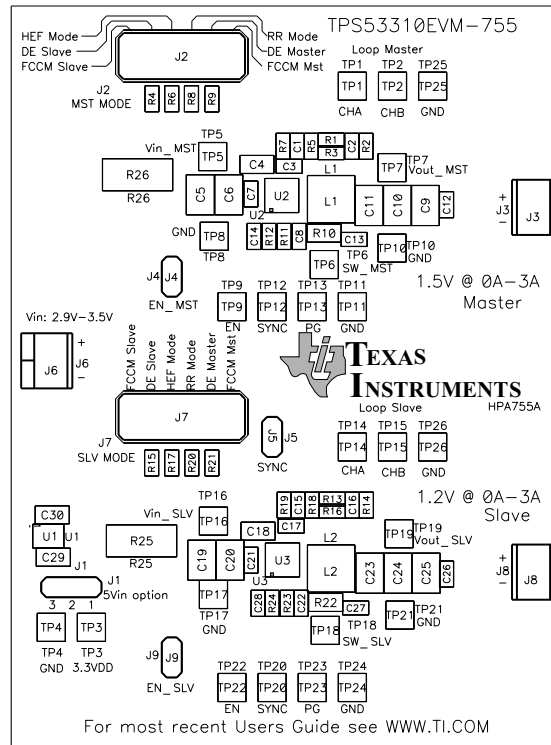 TPS53310EVM-755
HEF Mode
DE Slave
FCCM Slave
J2
RR Mode
DE Master
FCCM Mst
J2
MST MODE
R4
R6
R8
R9
Loop Master
TP1 TP2 TP25
TP1 TP2 TP25
CHA CHB GND
Vin_MST
TP5
TP5
R26
R26
R7
C1
R5
R1
R3
C2
R2
C4
C3
L1
L1
C5
C6
C7
U2
U2
TP7
TP7
Vout_MST
C11
C10
C9
C12
+
J3
-
J3
GND
TP8
TP8
C14
R12
R11
C8
R10
C13
TP6
TP6
SW_MST
TP10
TP10
GND
J4
J4
EN_MST
TP9 TP12 TP13 TP11
TP9 TP12 TP13 TP11
EN SYNC PG GND
1.5V @ 0A-3A
Master
Vin: 2.9V-3.5V
J6
+
J6
-
FCCM Slave
DE Slave
HEF Mode
RR Mode
DE Master
FCCM Mst
TEXAS
INSTRUMENTS
HPA755A
J7
J7
SLV MODE
R15
R17
R20
R21
J5
J5
SYNC
Loop Slave
TP14 TP15 TP26
TP14 TP15 TP26
CHA CHB GND
1.2V @ 0A-3A
Slave
Vin_SLV
TP16
TP16
R25
R25
R19
C15
R18
R13
R16
C16
R14
C18
C17
L2
L2
C19
C20
C21
U3
U3
TP19
TP19
Vout_SLV
C23
C24
C25
C26
+
J8
-
J8
C30
U1
U1
C29
J1
J1
5Vin option
3 2 1
TP4
TP4
GND
TP3
TP3
3.3VDD
TP17
TP17
GND
C28
R24
R23
C22
R22
C27
TP18
TP18
SW_SLV
TP21
TP21
GND
J9
J9
EN_SLV
TP22 TP20 TP23 TP24
TP22 TP20 TP23 TP24
EN SYNC PG GND
For most recent Users Guide see WWW.TI.COM